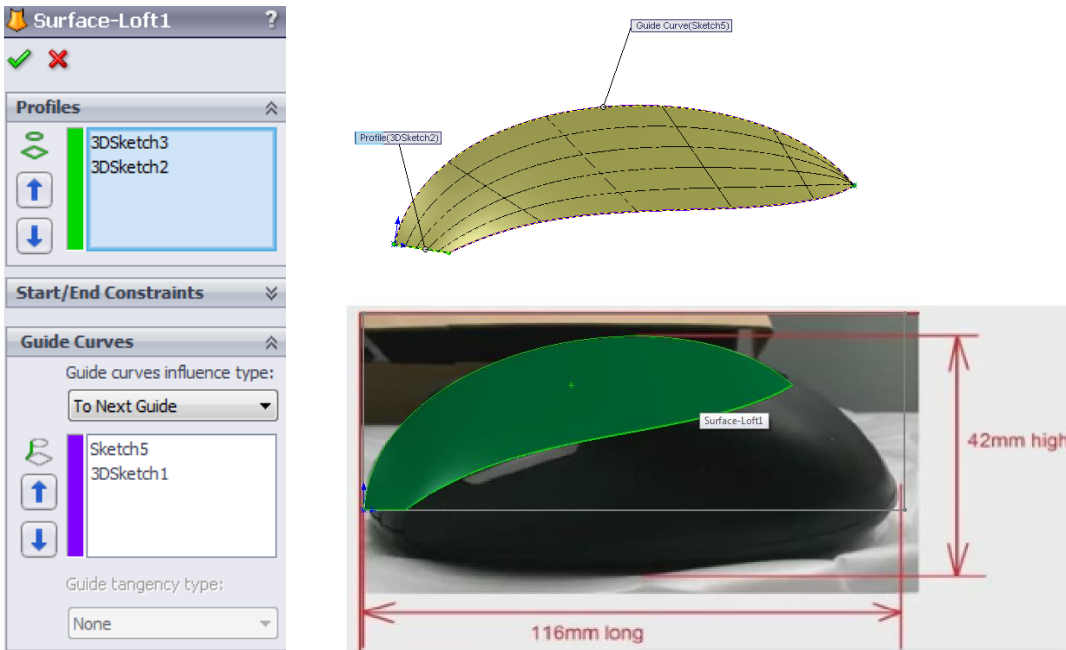 Surface-Loft1 ?
Profiles
3DSketch3
3DSketch2
Start/End Constraints
Guide Curves
Guide curves influence type:
To Next Guide
Sketch5
3DSketch1
Guide tangency type:
None
Guide Curve(Sketch5)
Profile(3DSketch2)
Surface-Loft1
42mm high
116mm long